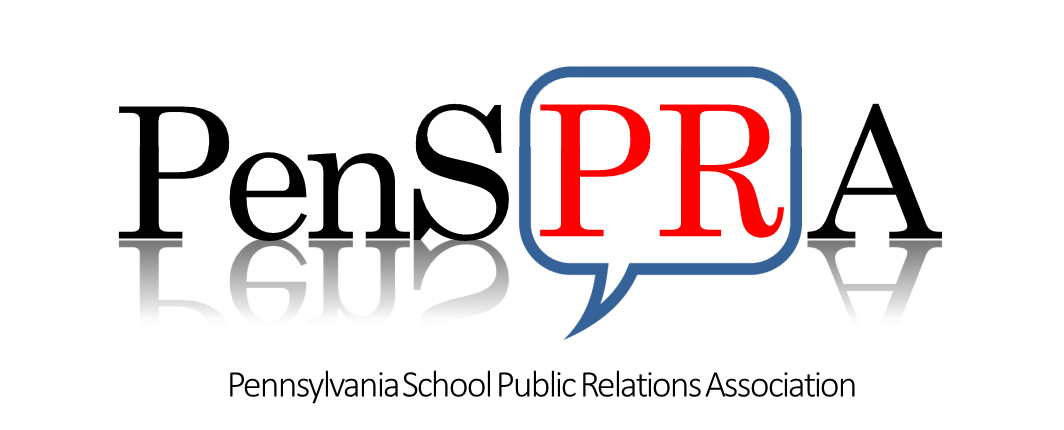 PenSPRA
Pennsylvania School Public Relations Association